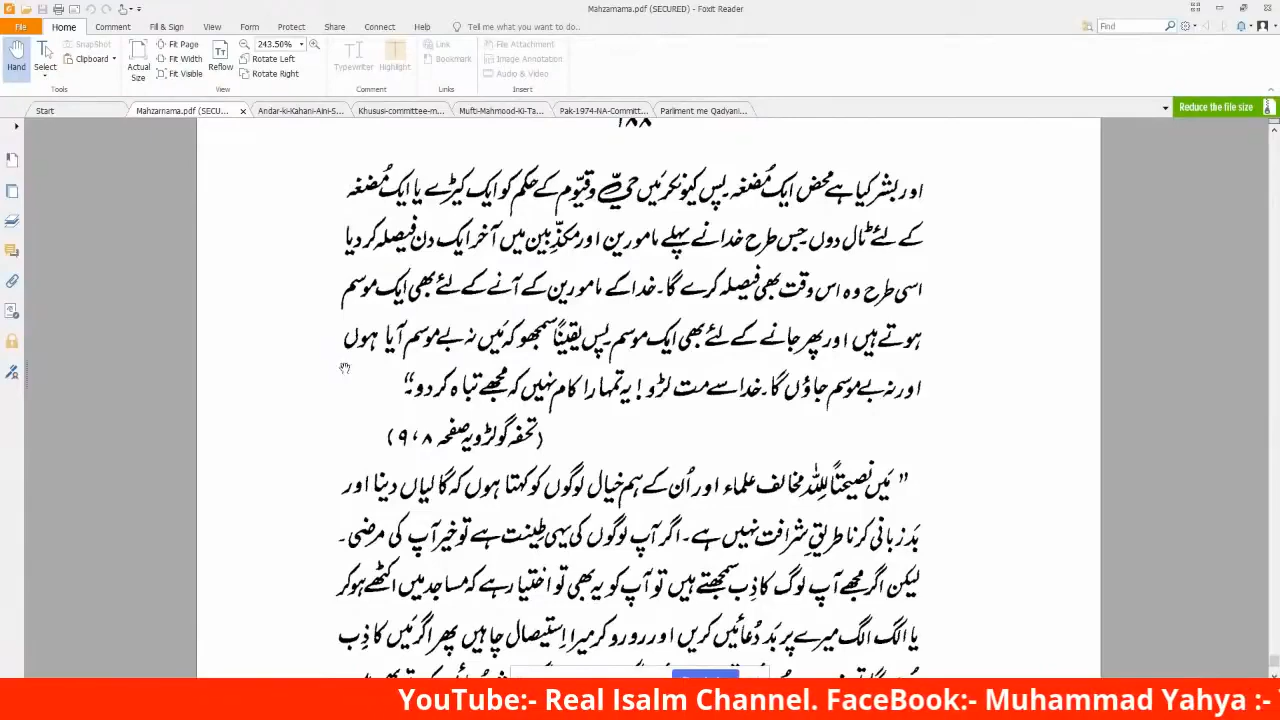 Mahzarnama.pdf (SECURED) - Foxit Reader
File Home Comment Fill & Sign View Form Protect Share Connect Help Tell me what you want to do.. Find
Hand Select SnapShot Clipboard Actual Size Fit Page Fit Width Fit Visible Reflow 243.50% Rotate Left Rotate Right Typewriter Highlight Link Bookmark File Attachment Image Annotation Audio & Video
Tools View Comment Links Insert
Start Mahzarnama.pdf (SECU... Andar-ki-Kahani-Aini-S... Khususi-committee-m... Mufti-Mahmood-Ki-Ta... Pak-1974-NA-Committ... Parliment me Qadyani... Reduce the file size
۱۸۸
اور بشر کیا ہے محض ایک مُضغہ پس کیونکر مَیں حیّ و قیّوم کے حکم کو ایک کیڑے یا ایک مُضغہ
کے لئے ٹال دوں جس طرح خدا نے پہلے مامورین اور مکذّبین میں آخر ایک دن فیصلہ کر دیا
اسی طرح وہ اس وقت بھی فیصلہ کرے گا۔ خدا کے مامورین کے آنے کے لئے بھی ایک موسم
ہوتے ہیں اور پھر جانے کے لئے بھی ایک موسم پس یقیناً سمجھو کہ مَیں نہ بے موسم آیا ہوں
اور نہ بے موسم جاؤں گا۔ خدا سے مت لڑو! یہ تمہارا کام نہیں کہ مجھے تباہ کر دو“
(تحفہ گولڑویہ صفحہ ۸، ۹)
”مَیں نصیحتاً لِلّٰہ مخالف علماء اور اُن کے ہم خیال لوگوں کو کہتا ہوں کہ گالیاں دینا اور
بَدزبانی کرنا طریقِ شرافت نہیں ہے۔ اگر آپ لوگوں کی یہی طِینت ہے تو خیر آپ کی مرضی۔
لیکن اگر مجھے آپ لوگ کاذِب سمجھتے ہیں تو آپ کو یہ بھی تو اختیار ہے کہ مساجد میں اکٹھے ہو کر
یا الگ الگ میرے پر بَد دُعائیں کریں اور رو رو کر میرا اِستیصال چاہیں پھر اگر مَیں کاذِب
YouTube:- Real Isalm Channel. FaceBook:- Muhammad Yahya :-